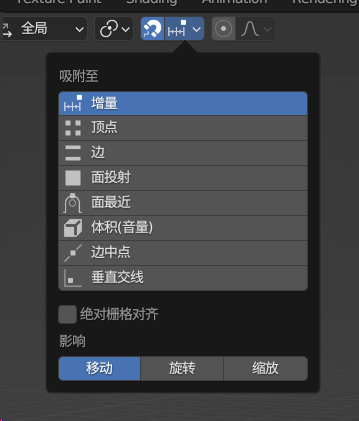 Texture Paint Shading Animation Rendering
全局
吸附至
增量
顶点
边
面投射
面最近
体积(音量)
边中点
垂直交线
绝对栅格对齐
影响
移动 旋转 缩放